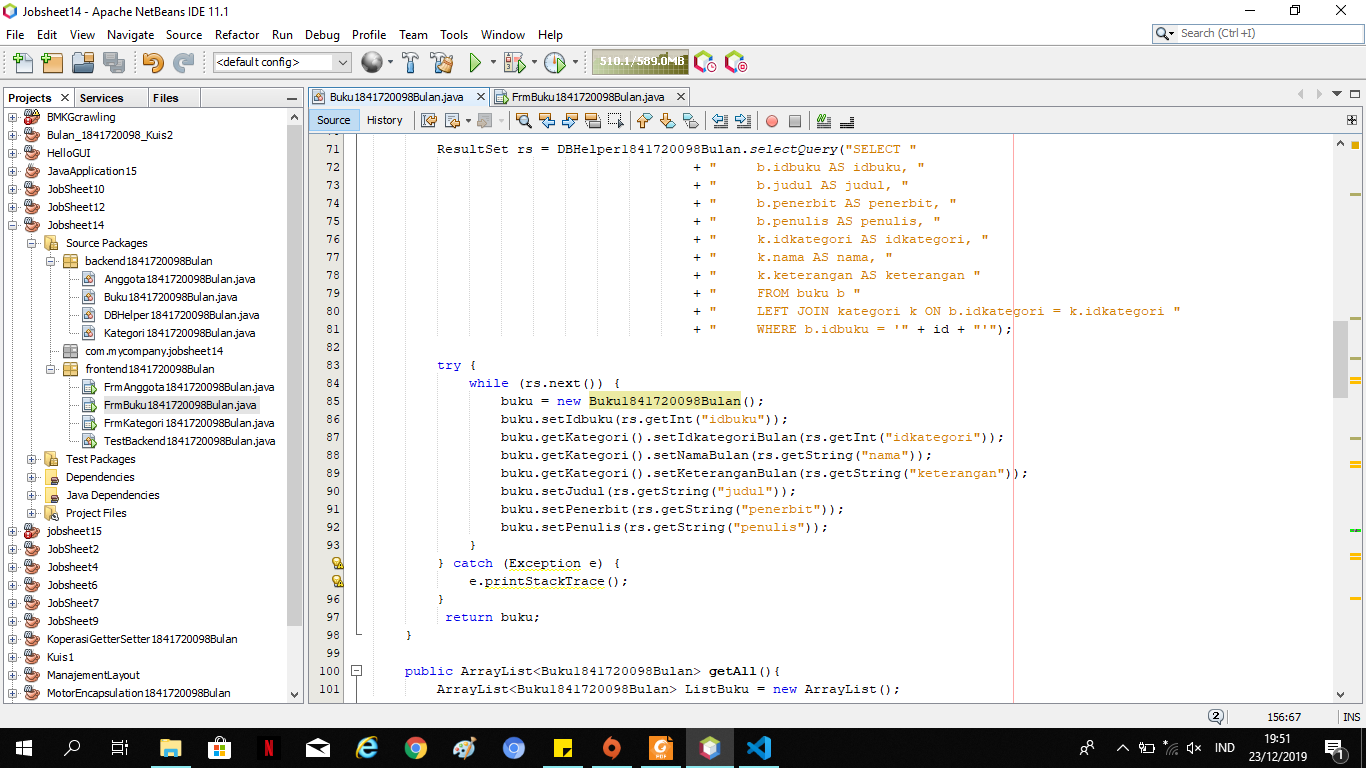 Jobsheet14 - Apache NetBeans IDE 11.1
File Edit View Navigate Source Refactor Run Debug Profile Team Tools Window Help
Search (Ctrl+I)
<default config>
510.1/589.0MB
Projects
Services
Files
BMKGcrawling
Bulan_1841720098_Kuis2
HelloGUI
JavaApplication15
JobSheet10
JobSheet12
Jobsheet14
Source Packages
backend1841720098Bulan
Anggota1841720098Bulan.java
Buku1841720098Bulan.java
DBHelper1841720098Bulan.java
Kategori1841720098Bulan.java
com.mycompany.jobsheet14
frontend1841720098Bulan
FrmAnggota1841720098Bulan.java
FrmBuku1841720098Bulan.java
FrmKategori1841720098Bulan.java
TestBackend1841720098Bulan.java
Test Packages
Dependencies
Java Dependencies
Project Files
jobsheet15
JobSheet2
Jobsheet4
Jobsheet6
JobSheet7
JobSheet9
KoperasiGetterSetter1841720098Bulan
Kuis1
ManajementLayout
MotorEncapsulation1841720098Bulan
Buku1841720098Bulan.java
FrmBuku1841720098Bulan.java
Source
History
71 ResultSet rs = DBHelper1841720098Bulan.selectQuery("SELECT "
72 + "     b.idbuku AS idbuku, "
73 + "     b.judul AS judul, "
74 + "     b.penerbit AS penerbit, "
75 + "     b.penulis AS penulis, "
76 + "     k.idkategori AS idkategori, "
77 + "     k.nama AS nama, "
78 + "     k.keterangan AS keterangan "
79 + "     FROM buku b "
80 + "     LEFT JOIN kategori k ON b.idkategori = k.idkategori "
81 + "     WHERE b.idbuku = '" + id + "'");
82
83 try {
84 while (rs.next()) {
85 buku = new Buku1841720098Bulan();
86 buku.setIdbuku(rs.getInt("idbuku"));
87 buku.getKategori().setIdkategoriBulan(rs.getInt("idkategori"));
88 buku.getKategori().setNamaBulan(rs.getString("nama"));
89 buku.getKategori().setKeteranganBulan(rs.getString("keterangan"));
90 buku.setJudul(rs.getString("judul"));
91 buku.setPenerbit(rs.getString("penerbit"));
92 buku.setPenulis(rs.getString("penulis"));
93 }
} catch (Exception e) {
e.printStackTrace();
96 }
97 return buku;
98 }
99
100 public ArrayList<Buku1841720098Bulan> getAll(){
101 ArrayList<Buku1841720098Bulan> ListBuku = new ArrayList();
2
156:67
INS
IND
19:51
23/12/2019
1